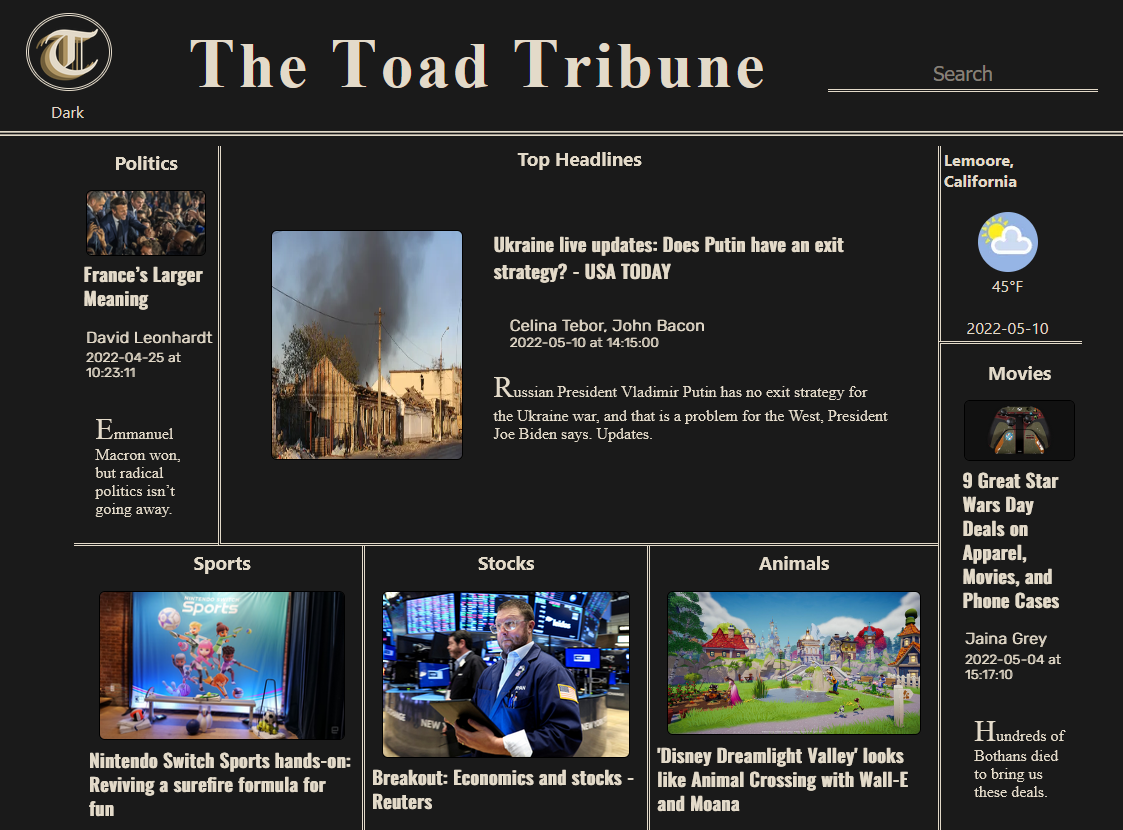 T
Dark
The Toad Tribune
Search
Politics
France’s Larger
Meaning
David Leonhardt
2022-04-25 at
10:23:11
Emmanuel
Macron won,
but radical
politics isn’t
going away.
Top Headlines
Ukraine live updates: Does Putin have an exit
strategy? - USA TODAY
Celina Tebor, John Bacon
2022-05-10 at 14:15:00
Russian President Vladimir Putin has no exit strategy for
the Ukraine war, and that is a problem for the West, President
Joe Biden says. Updates.
Lemoore,
California
45°F
2022-05-10
Movies
9 Great Star
Wars Day
Deals on
Apparel,
Movies, and
Phone Cases
Jaina Grey
2022-05-04 at
15:17:10
Hundreds of
Bothans died
to bring us
these deals.
Sports
NINTENDO SWITCH
Sports
Nintendo Switch Sports hands-on:
Reviving a surefire formula for
fun
Stocks
NEW
Breakout: Economics and stocks -
Reuters
Animals
'Disney Dreamlight Valley' looks
like Animal Crossing with Wall-E
and Moana